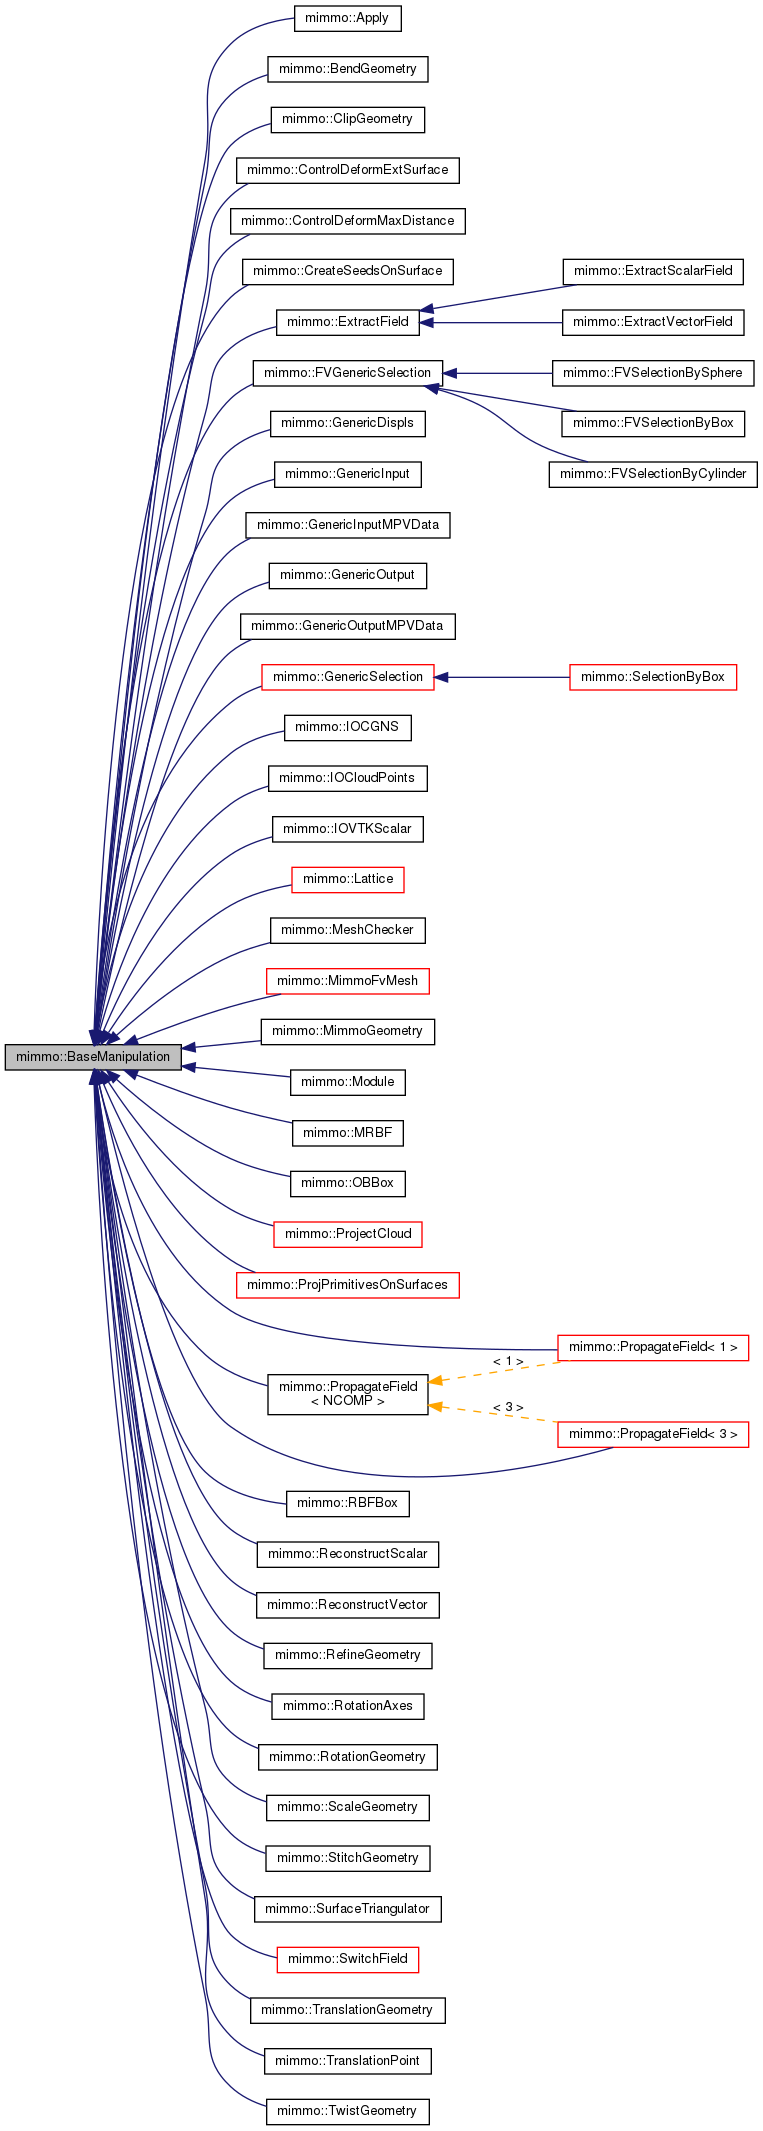 mimmo::Apply
mimmo::BendGeometry
mimmo::ClipGeometry
mimmo::ControlDeformExtSurface
mimmo::ControlDeformMaxDistance
mimmo::CreateSeedsOnSurface
mimmo::ExtractScalarField
mimmo::ExtractField
mimmo::ExtractVectorField
mimmo::FVGenericSelection
mimmo::FVSelectionBySphere
mimmo::GenericDispls
mimmo::FVSelectionByBox
mimmo::GenericInput
mimmo::FVSelectionByCylinder
mimmo::GenericInputMPVData
mimmo::GenericOutput
mimmo::GenericOutputMPVData
mimmo::GenericSelection
mimmo::SelectionByBox
mimmo::IOCGNS
mimmo::IOCloudPoints
mimmo::IOVTKScalar
mimmo::Lattice
mimmo::MeshChecker
mimmo::MimmoFvMesh
mimmo::MimmoGeometry
mimmo::BaseManipulation
mimmo::Module
mimmo::MRBF
mimmo::OBBox
mimmo::ProjectCloud
mimmo::ProjPrimitivesOnSurfaces
mimmo::PropagateField< 1 >
< 1 >
mimmo::PropagateField
< NCOMP >
< 3 >
mimmo::PropagateField< 3 >
mimmo::RBFBox
mimmo::ReconstructScalar
mimmo::ReconstructVector
mimmo::RefineGeometry
mimmo::RotationAxes
mimmo::RotationGeometry
mimmo::ScaleGeometry
mimmo::StitchGeometry
mimmo::SurfaceTriangulator
mimmo::SwitchField
mimmo::TranslationGeometry
mimmo::TranslationPoint
mimmo::TwistGeometry